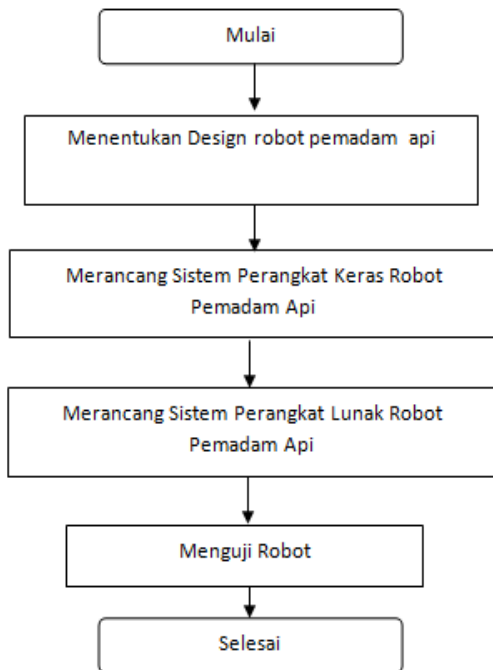 Mulai
Menentukan Design robot pemadam api
Merancang Sistem Perangkat Keras Robot
Pemadam Api
Merancang Sistem Perangkat Lunak Robot
Pemadam Api
Menguji Robot
Selesai